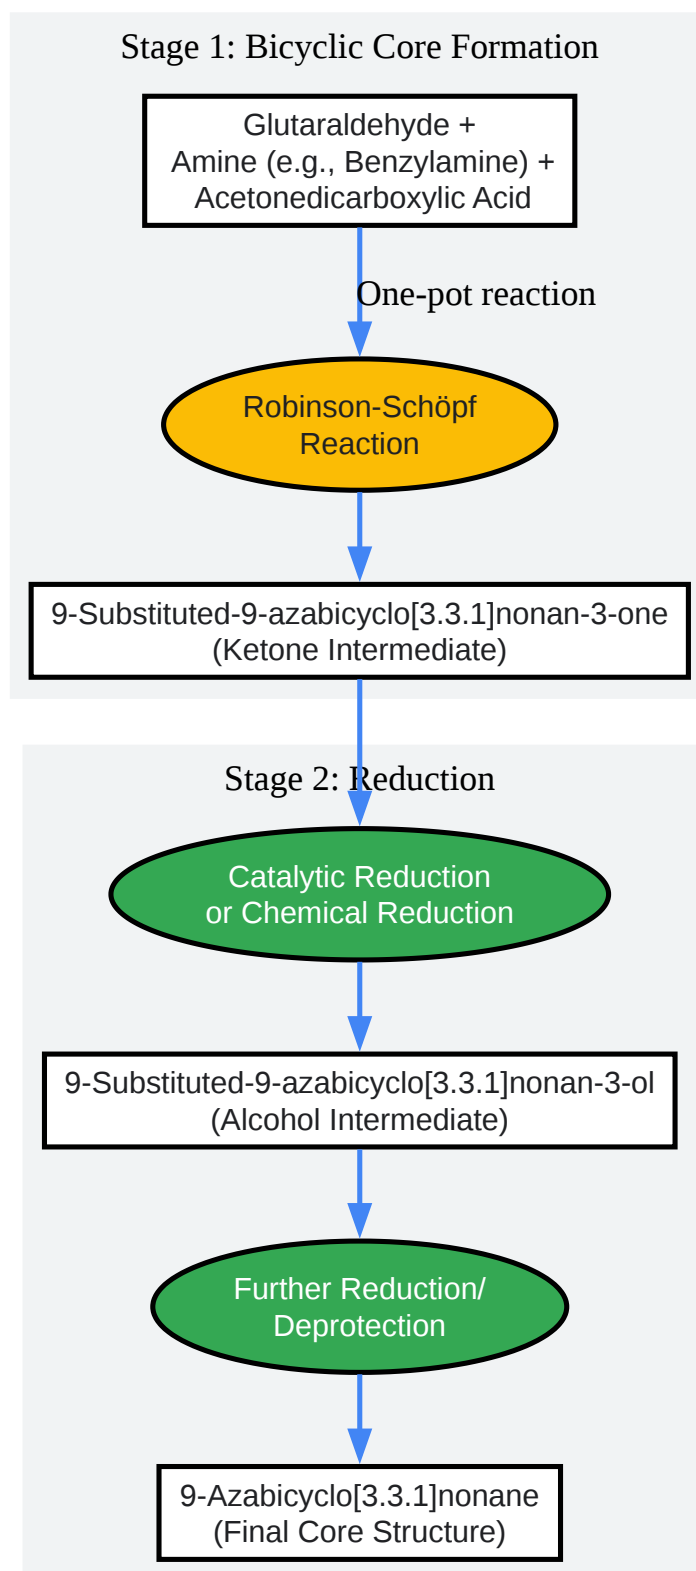 Stage 1: Bicyclic Core Formation
Glutaraldehyde +
Amine (e.g., Benzylamine) +
Acetonedicarboxylic Acid
One-pot reaction
Robinson-Schöpf
Reaction
9-Substituted-9-azabicyclo[3.3.1]nonan-3-one
(Ketone Intermediate)
Stage 2: Reduction
Catalytic Reduction
or Chemical Reduction
9-Substituted-9-azabicyclo[3.3.1]nonan-3-ol
(Alcohol Intermediate)
Further Reduction/
Deprotection
9-Azabicyclo[3.3.1]nonane
(Final Core Structure)